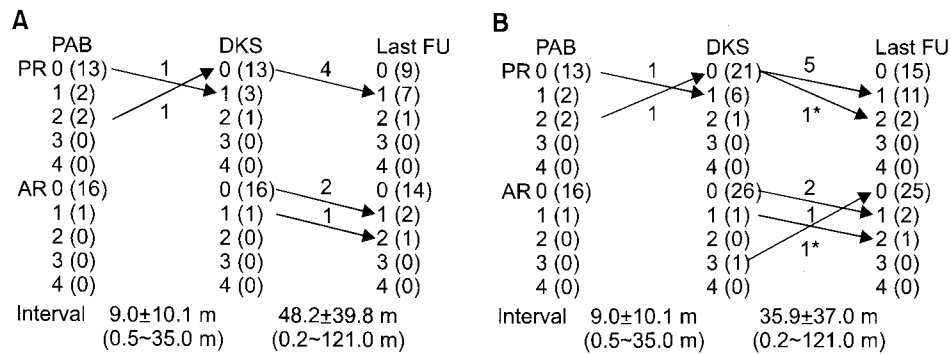 A
PAB DKS Last FU
PR 0 (13) 1 0 (13) 4 0 (9)
1 (2) 1 (3) 1 (7)
2 (2) 1 2 (1) 2 (1)
3 (0) 3 (0) 3 (0)
4 (0) 4 (0) 4 (0)
AR 0 (16) 0 (16) 2 0 (14)
1 (1) 1 (1) 1 1 (2)
2 (0) 2 (0) 2 (1)
3 (0) 3 (0) 3 (0)
4 (0) 4 (0) 4 (0)
Interval 9.0±10.1 m 48.2±39.8 m
(0.5~35.0 m) (0.2~121.0 m)
B
PAB DKS Last FU
PR 0 (13) 1 0 (21) 5 0 (15)
1 (2) 1 (6) 1 (11)
2 (2) 1 2 (1) 1* 2 (2)
3 (0) 3 (0) 3 (0)
4 (0) 4 (0) 4 (0)
AR 0 (16) 0 (26) 2 0 (25)
1 (1) 1 (1) 1 1 (2)
2 (0) 2 (0) 1* 2 (1)
3 (0) 3 (1) 3 (0)
4 (0) 4 (0) 4 (0)
Interval 9.0±10.1 m 35.9±37.0 m
(0.5~35.0 m) (0.2~121.0 m)